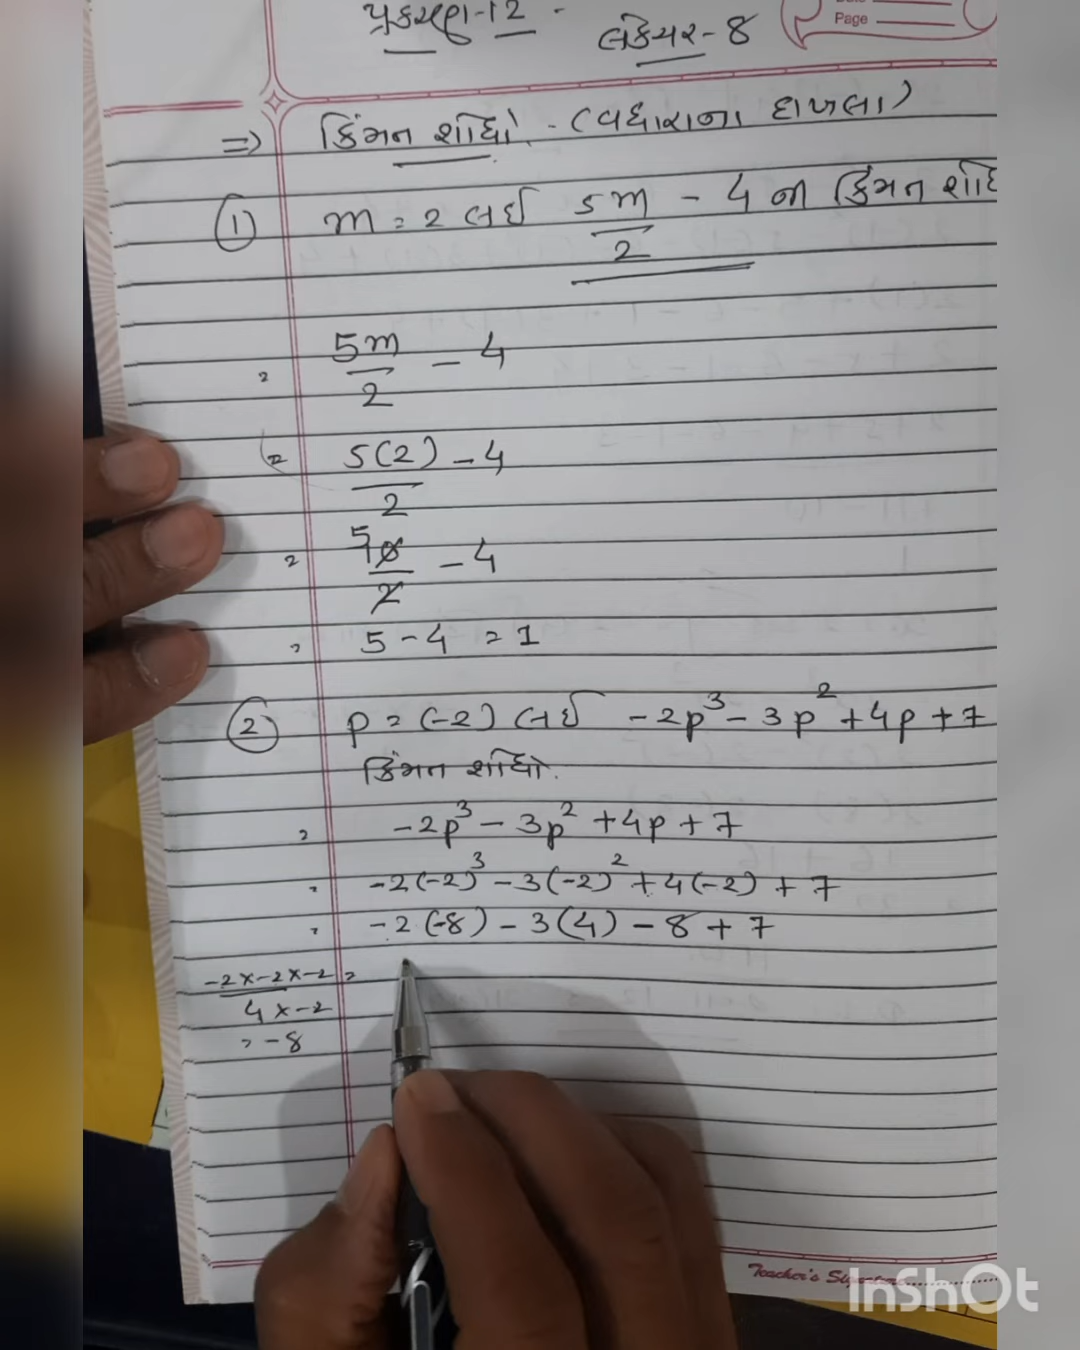 પ્રકરણ-12 -
લેક્ચર-8
Page
=> કિંમત શોધો. - (વધારાના દાખલા)
① m = 2 લઈ 5m/2 - 4 ની કિંમત શોધ
= 5m/2 - 4
= 5(2)/2 - 4
= 5 10/2 - 4
= 5 - 4 = 1
② p = (-2) લઈ -2p³ - 3p² + 4p + 7
કિંમત શોધો.
= -2p³ - 3p² + 4p + 7
= -2(-2)³ - 3(-2)² + 4(-2) + 7
= -2(-8) - 3(4) - 8 + 7
-2 x -2 x -2 =
4 x -2
= -8
Teacher's
InShOt